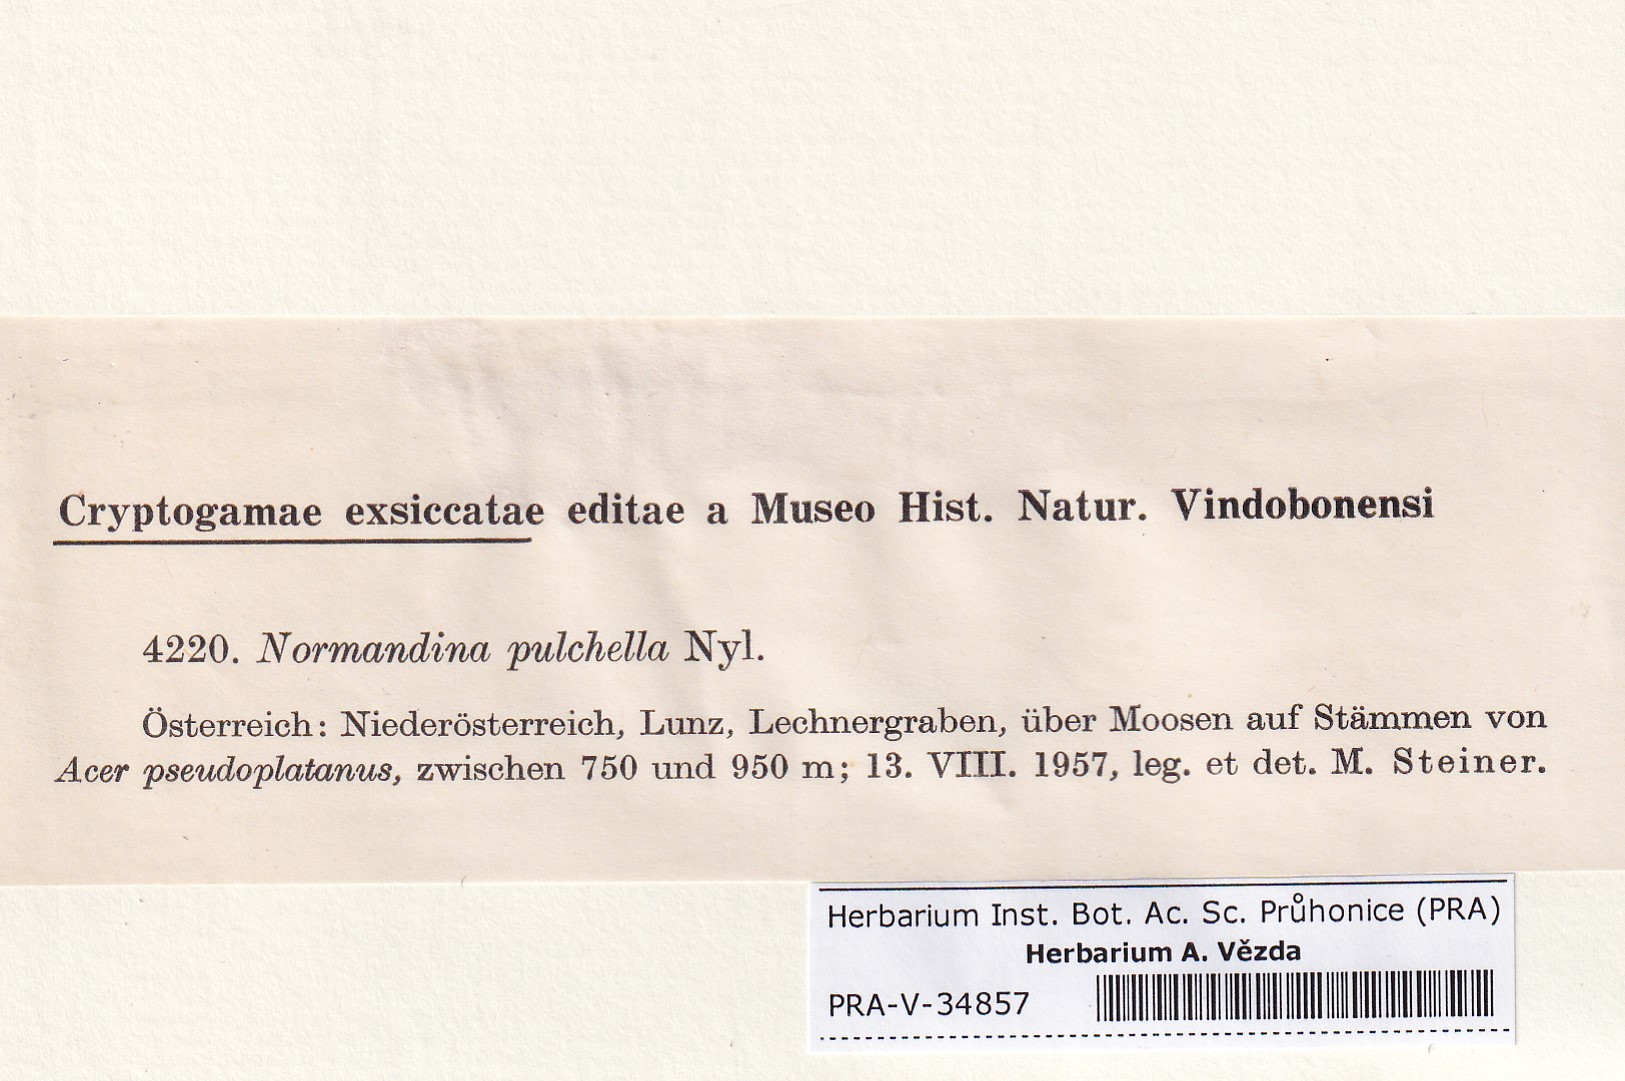 Cryptogamae exsiccatae editae a Museo Hist. Natur. Vindobonensi
4220. Normandina pulchella Nyl.
Österreich: Niederösterreich, Lunz, Lechnergraben, über Moosen auf Stämmen von
Acer pseudoplatanus, zwischen 750 und 950 m; 13. VIII. 1957, leg. et det. M. Steiner.
Herbarium Inst. Bot. Ac. Sc. Průhonice (PRA)
Herbarium A. Vězda
PRA-V-34857